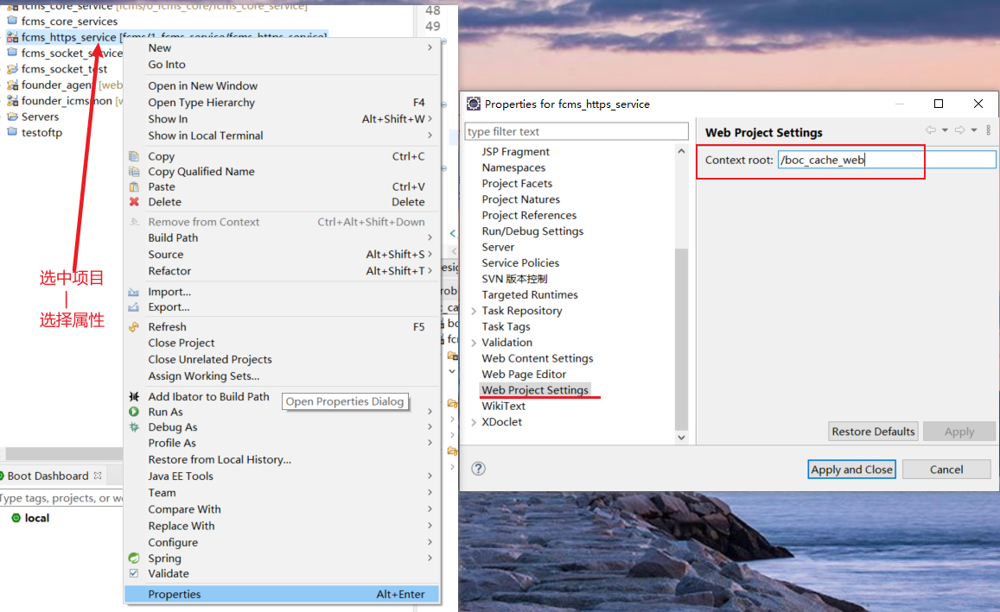 fcms_core_service [fcms/0_fcms_core/fcms_core_service]
fcms_core_services
fcms_https_service [fcms/1_fcms_service/fcms_https_service]
fcms_socket_service
fcms_socket_test
founder_agent [web
founder_icmsmon [w
Servers
testoftp
选中项目
选择属性
Boot Dashboard
Type tags, projects, or wo
local
48
49
New
Go Into
Open in New Window
Open Type Hierarchy F4
Show In Alt+Shift+W
Show in Local Terminal
Copy Ctrl+C
Copy Qualified Name
Paste Ctrl+V
Delete Delete
Remove from Context Ctrl+Alt+Shift+Down
Build Path
Source Alt+Shift+S
Refactor Alt+Shift+T
Import...
Export...
Refresh F5
Close Project
Close Unrelated Projects
Assign Working Sets...
Add Ibator to Build Path
Open Properties Dialog
Run As
Debug As
Profile As
Restore from Local History...
Java EE Tools
Team
Compare With
Replace With
Configure
Spring
Validate
Properties Alt+Enter
esig
rob
c_ca
bo
fcr
Properties for fcms_https_service
type filter text
JSP Fragment
Namespaces
Project Facets
Project Natures
Project References
Run/Debug Settings
Server
Service Policies
SVN 版本控制
Targeted Runtimes
Task Repository
Task Tags
Validation
Web Content Settings
Web Page Editor
Web Project Settings
WikiText
XDoclet
Web Project Settings
Context root: /boc_cache_web
Restore Defaults Apply
Apply and Close Cancel